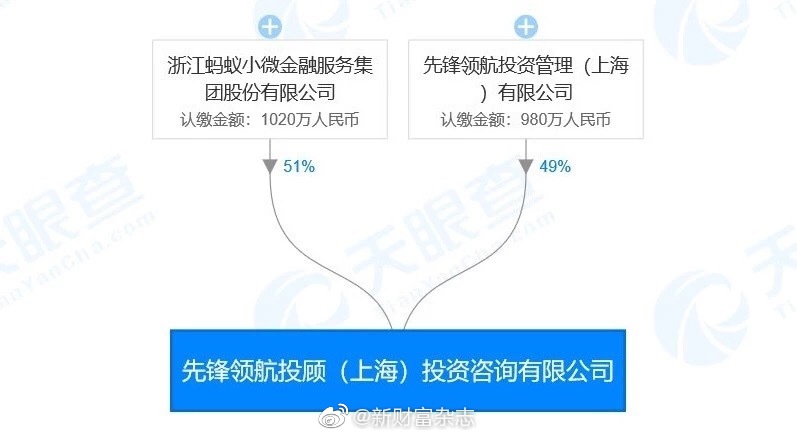 浙江蚂蚁小微金融服务集
团股份有限公司
认缴金额：1020万人民币
先锋领航投资管理（上海
）有限公司
认缴金额：980万人民币
51%
49%
先锋领航投顾（上海）投资咨询有限公司
@新财富杂志
天眼查
TianYanCha.com